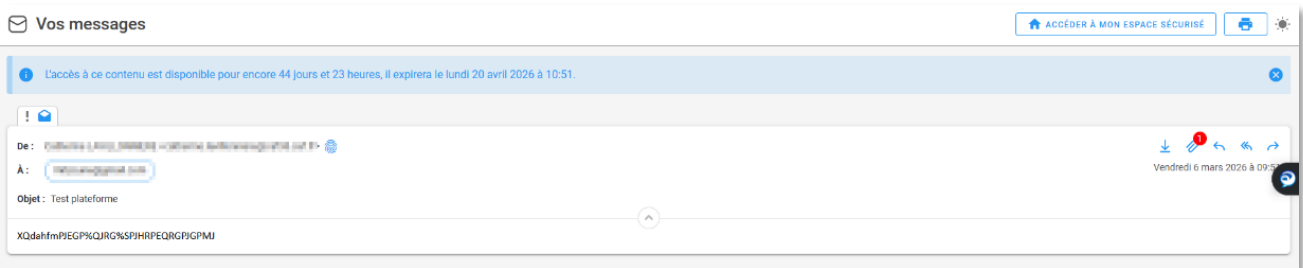 Vos messages
ACCÉDER À MON ESPACE SÉCURISÉ
L'accès à ce contenu est disponible pour encore 44 jours et 23 heures, il expirera le lundi 20 avril 2026 à 10:51.
De :
1
À :
Vendredi 6 mars 2026 à 09:
Objet : Test plateforme
XQdahfmPJEGP%QJRG%SPJHRPEQRGPJGPMJ